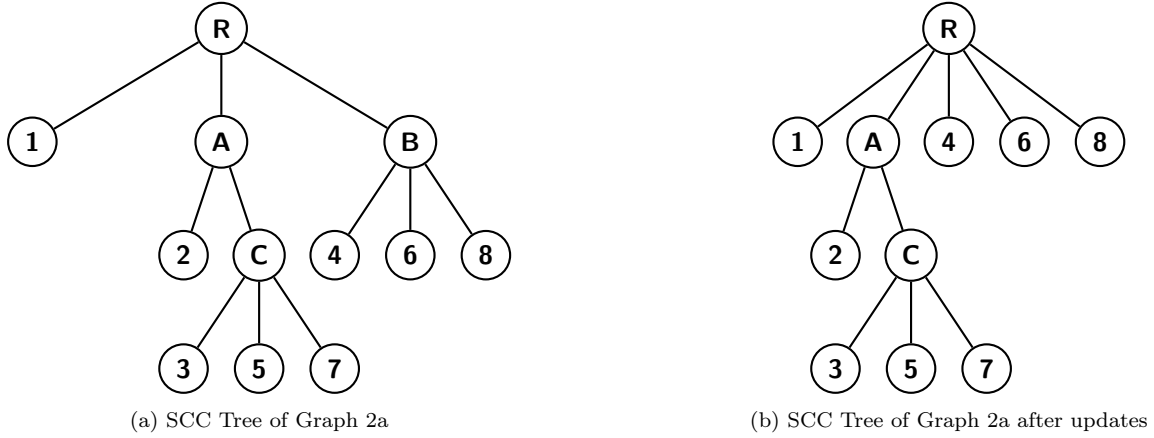 R R
1 A B 1 A 4 6 8
2 C 4 6 8 2 C
3 5 7 3 5 7
(a) SCC Tree of Graph 2a (b) SCC Tree of Graph 2a after updates